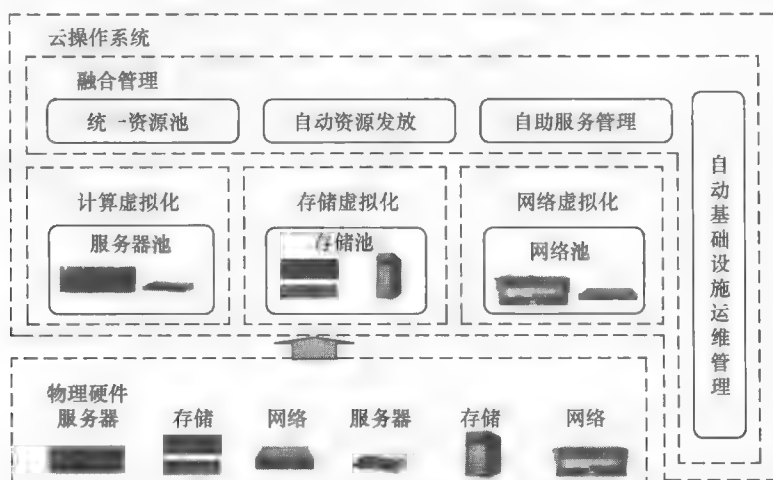 云操作系统
融合管理
统一资源池
自动资源发放
自助服务管理
计算虚拟化
存储虚拟化
网络虚拟化
服务器池
存储池
网络池
自动基础设施运维管理
物理硬件
服务器
存储
网络
服务器
存储
网络